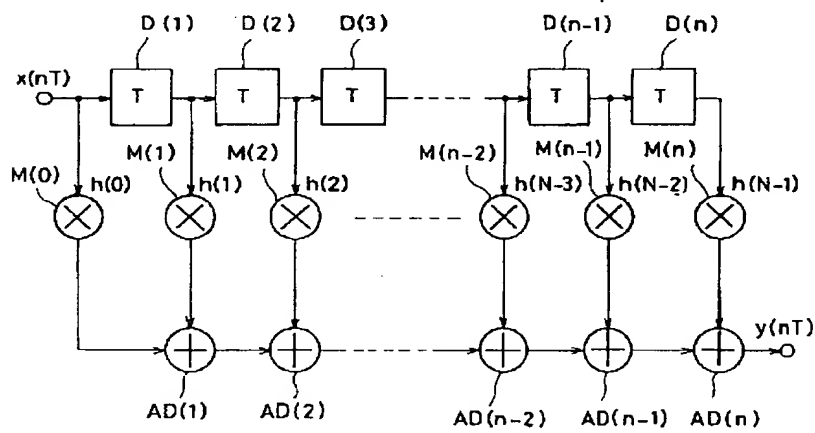 D(1) D(2) D(3) D(n-1) D(n)
x(nT) T T T T T
M(0) h(0) M(1) h(1) M(2) h(2) M(n-2) h(N-3) M(n-1) h(N-2) M(n) h(N-1)
y(nT)
AD(1) AD(2) AD(n-2) AD(n-1) AD(n)